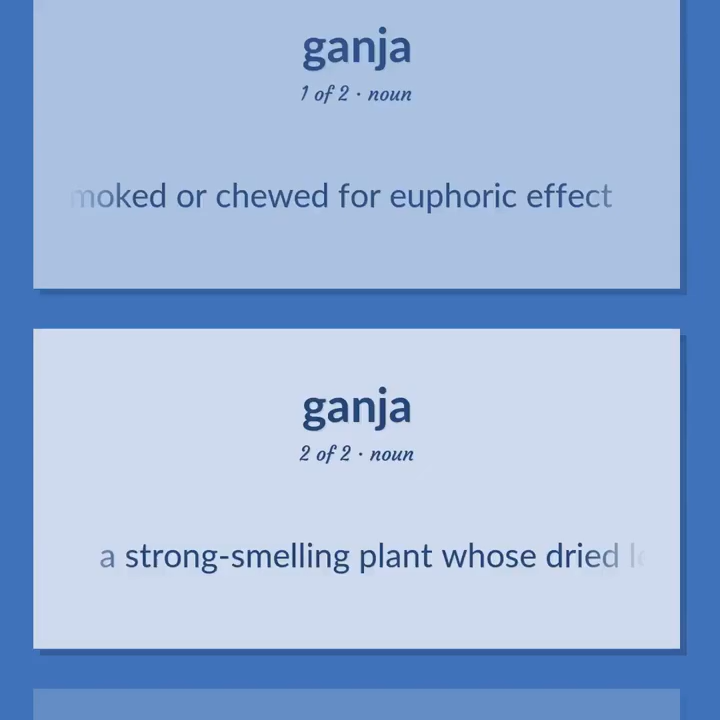 ganja
1 of 2 · noun
moked or chewed for euphoric effect
ganja
2 of 2 · noun
a strong-smelling plant whose dried